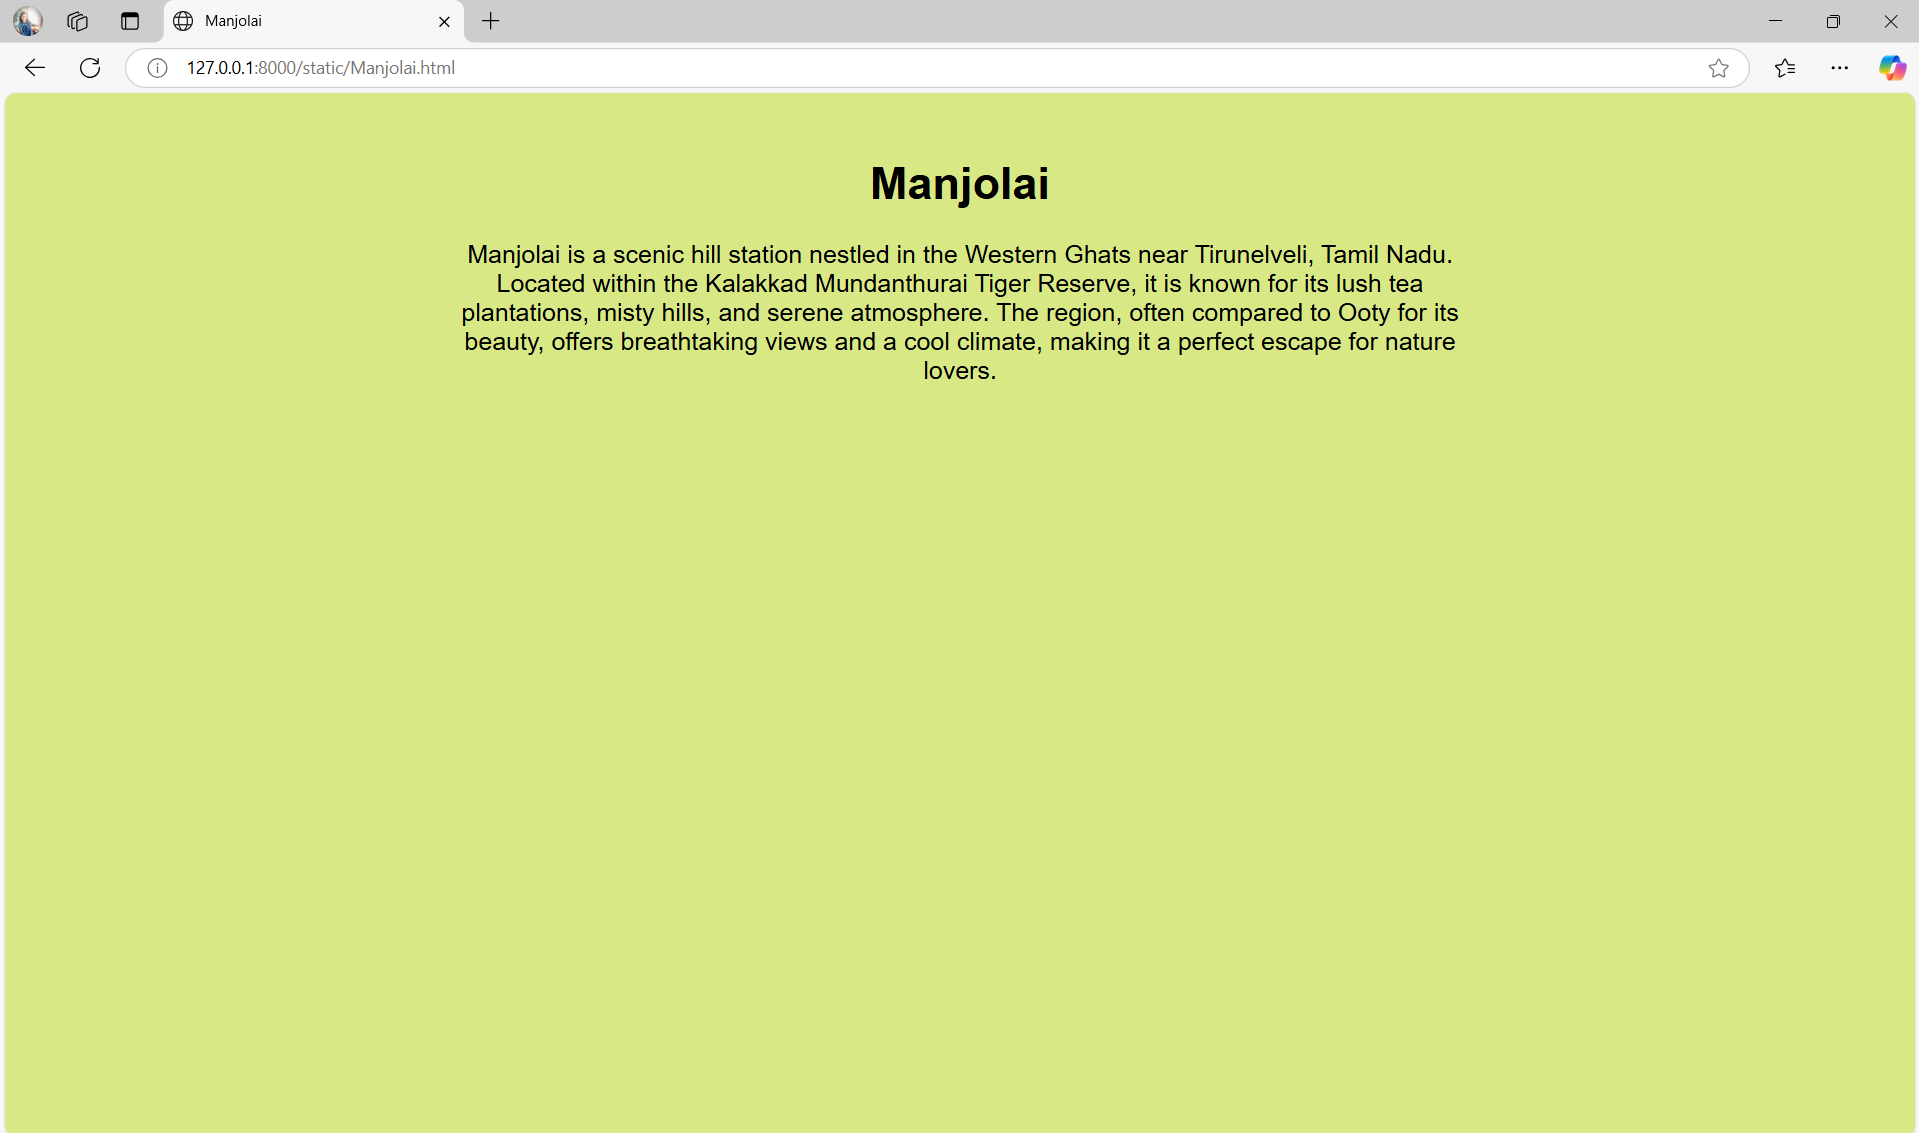 Manjolai
127.0.0.1:8000/static/Manjolai.html
Manjolai
Manjolai is a scenic hill station nestled in the Western Ghats near Tirunelveli, Tamil Nadu.
Located within the Kalakkad Mundanthurai Tiger Reserve, it is known for its lush tea
plantations, misty hills, and serene atmosphere. The region, often compared to Ooty for its
beauty, offers breathtaking views and a cool climate, making it a perfect escape for nature
lovers.